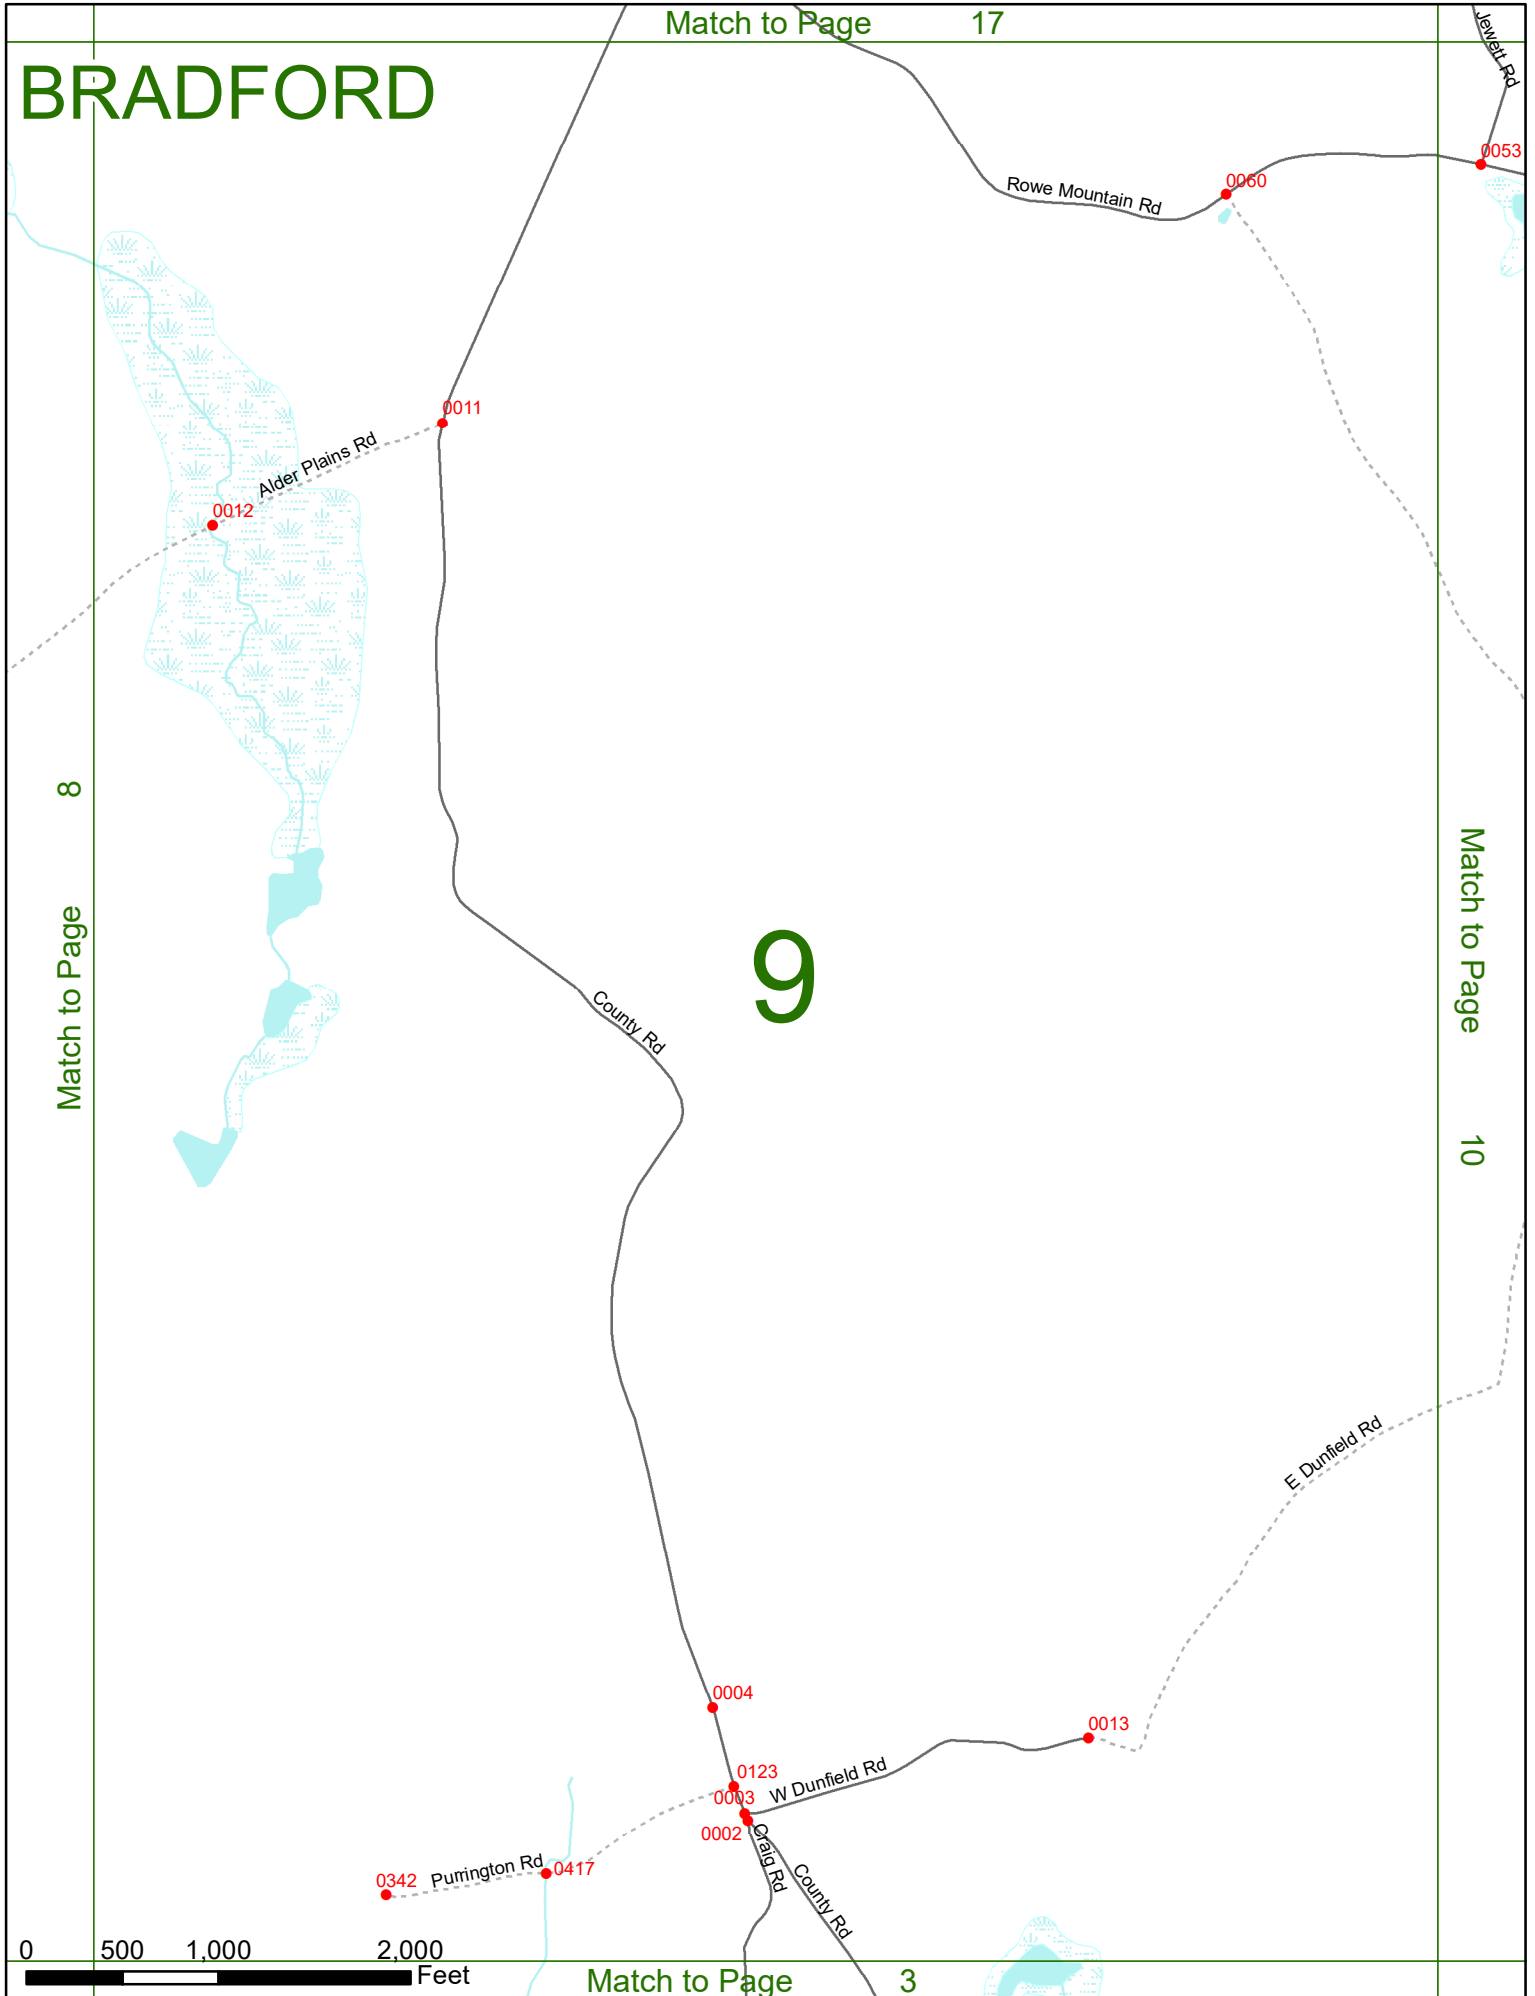 Match to Page 17
Jewett Rd
BRADFORD
0053
0060
Rowe Mountain Rd
0011
Alder Plains Rd
0012
Match to Page 8
Match to Page 10
9
County Rd
E Dunfield Rd
0004
0013
0123
W Dunfield Rd
0003
0002
Craig Rd
County Rd
Purrington Rd
0417
0342
0 500 1,000 2,000
Feet
Match to Page 3